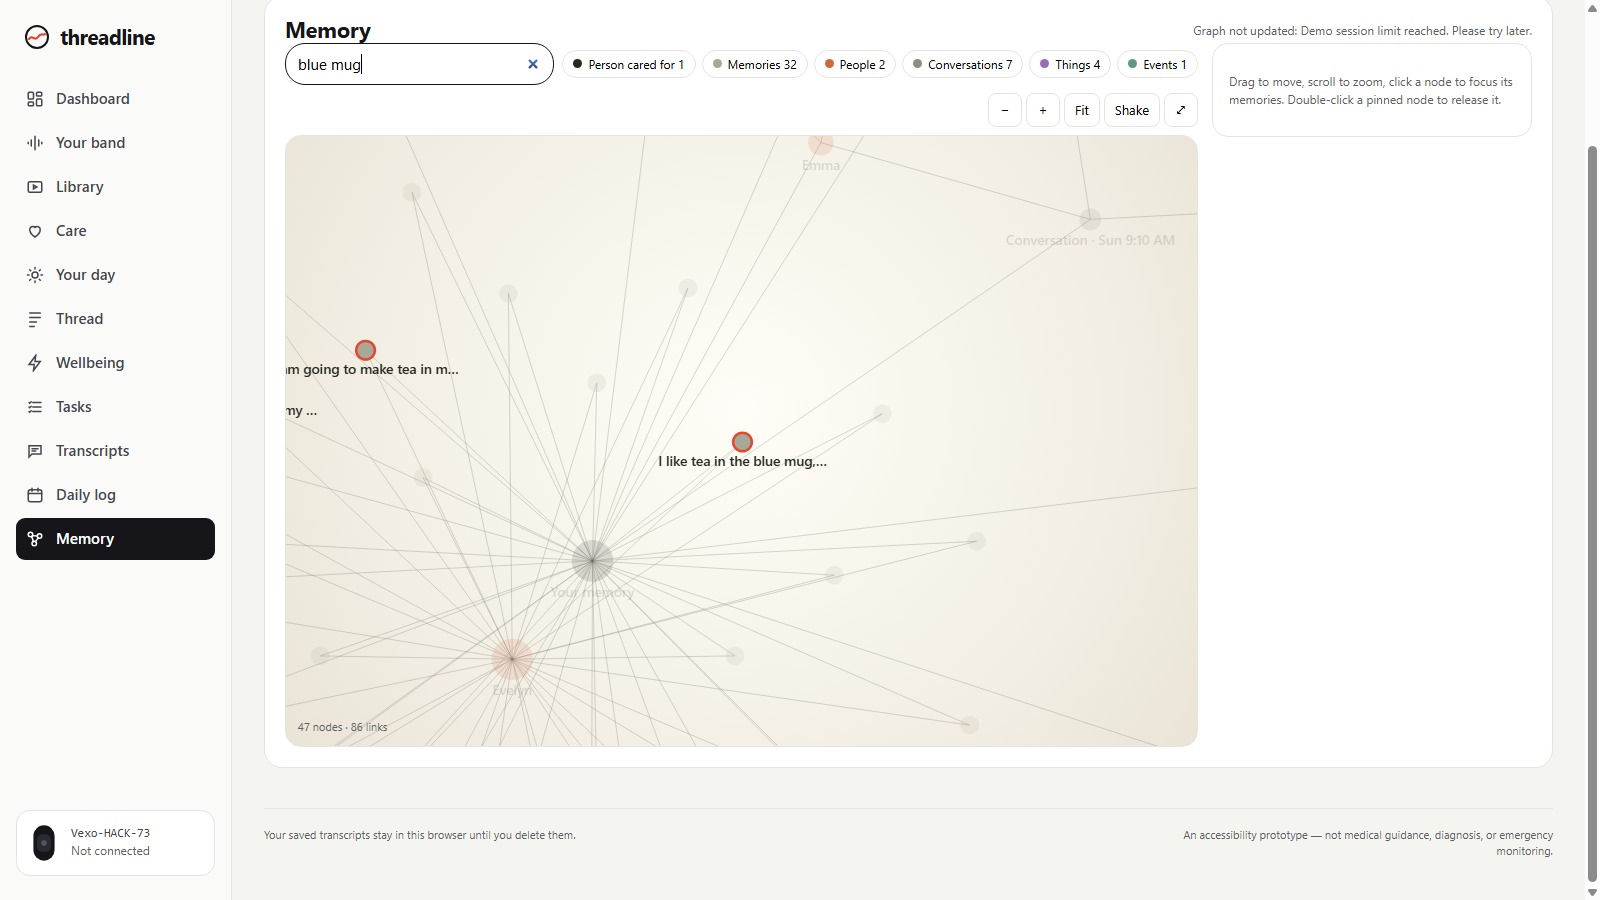 threadline
Dashboard
Your band
Library
Care
Your day
Thread
Wellbeing
Tasks
Transcripts
Daily log
Memory
Vexo-HACK-73
Not connected
Memory
Graph not updated: Demo session limit reached. Please try later.
blue mug
Person cared for 1
Memories 32
People 2
Conversations 7
Things 4
Events 1
Drag to move, scroll to zoom, click a node to focus its
memories. Double-click a pinned node to release it.
−
+
Fit
Shake
Emma
Conversation · Sun 9:10 AM
am going to make tea in m...
my ...
I like tea in the blue mug,...
Your memory
Evelyn
47 nodes · 86 links
Your saved transcripts stay in this browser until you delete them.
An accessibility prototype — not medical guidance, diagnosis, or emergency
monitoring.